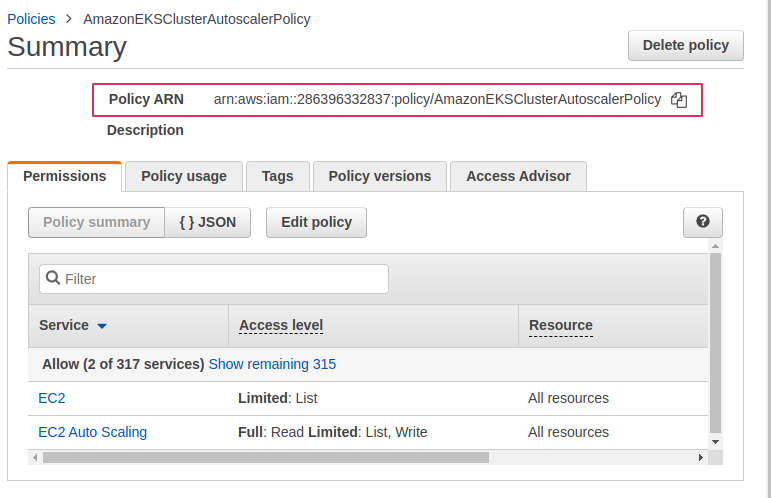 Policies > AmazonEKSClusterAutoscalerPolicy
Summary
Delete policy
Policy ARN arn:aws:iam::286396332837:policy/AmazonEKSClusterAutoscalerPolicy
Description
Permissions Policy usage Tags Policy versions Access Advisor
Policy summary { } JSON Edit policy ?
Filter
Service Access level Resource
Allow (2 of 317 services) Show remaining 315
EC2 Limited: List All resources
EC2 Auto Scaling Full: Read Limited: List, Write All resources